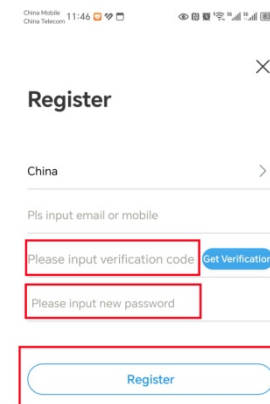 China Mobile
China Telecom 11:46
Register
China
Pls input email or mobile
Please input verification code Get Verification
Please input new password
Register